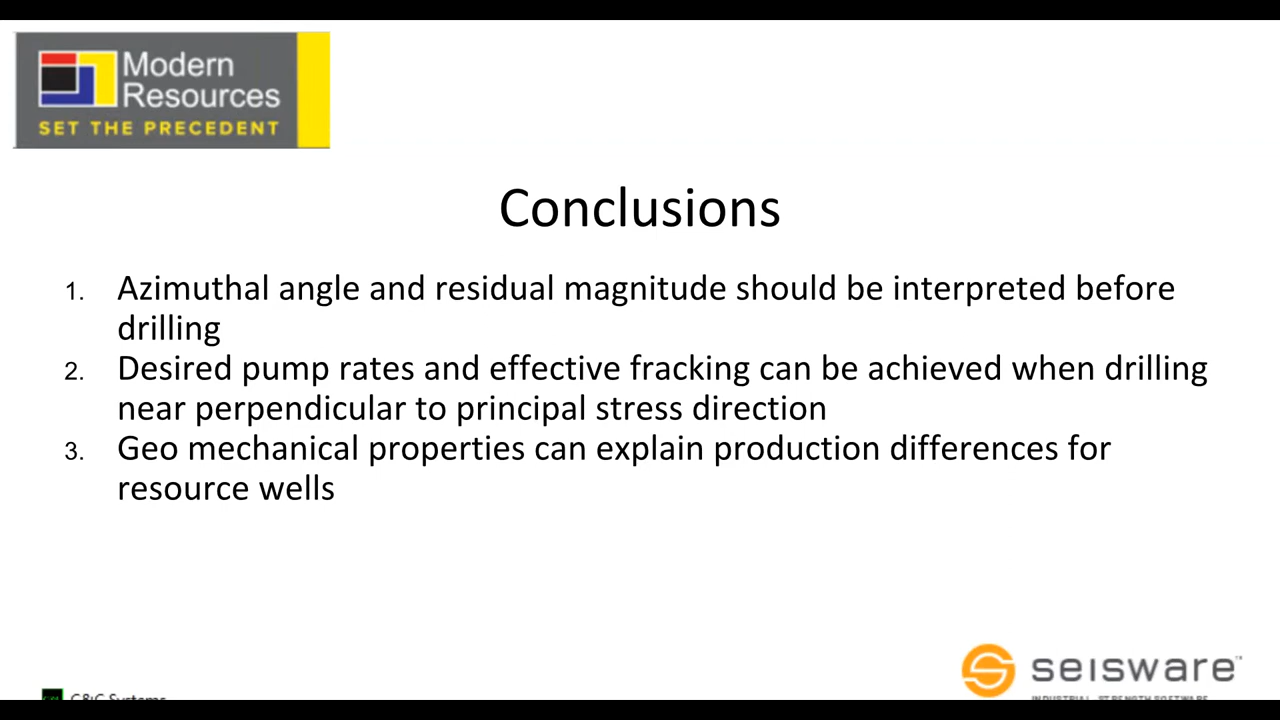 Modern
Resources
SET THE PRECEDENT
Conclusions
1. Azimuthal angle and residual magnitude should be interpreted before
drilling
2. Desired pump rates and effective fracking can be achieved when drilling
near perpendicular to principal stress direction
3. Geo mechanical properties can explain production differences for
resource wells
seisware™
INDUSTRIAL STRENGTH SOFTWARE
Systems